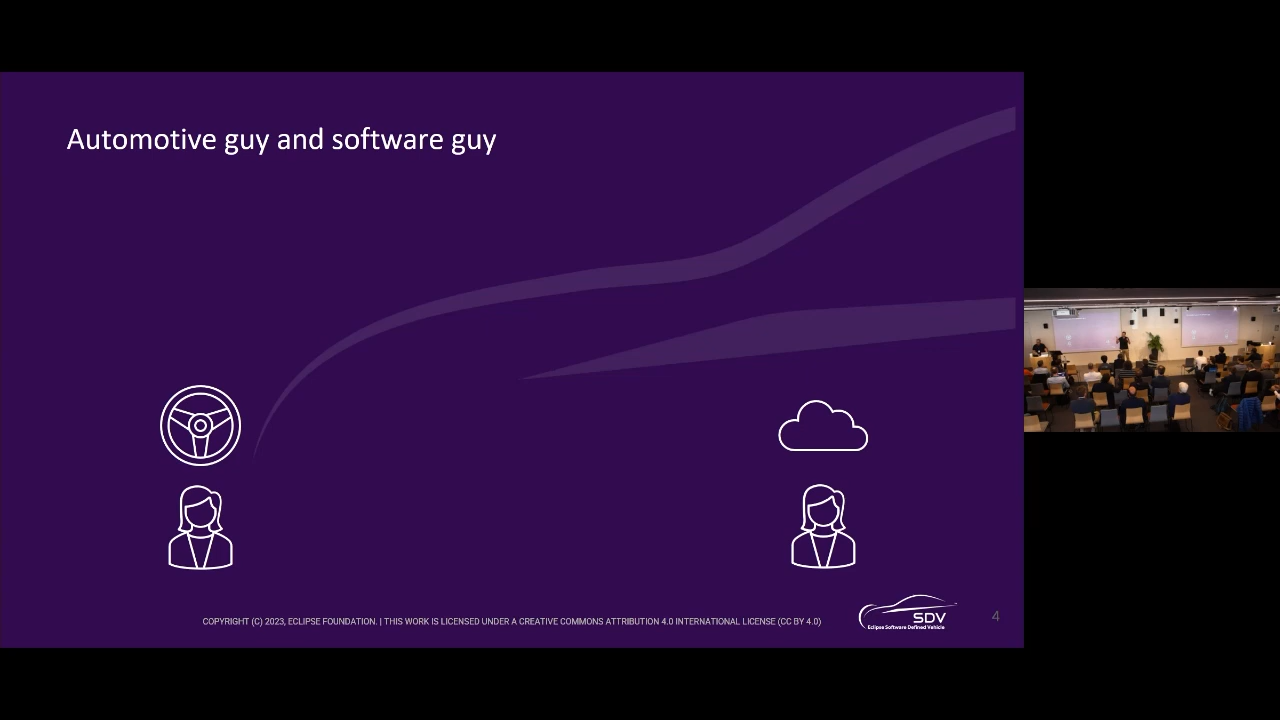 Automotive guy and software guy
COPYRIGHT (C) 2023, ECLIPSE FOUNDATION. | THIS WORK IS LICENSED UNDER A CREATIVE COMMONS ATTRIBUTION 4.0 INTERNATIONAL LICENSE (CC BY 4.0)
SDV
Eclipse Software Defined Vehicle
4